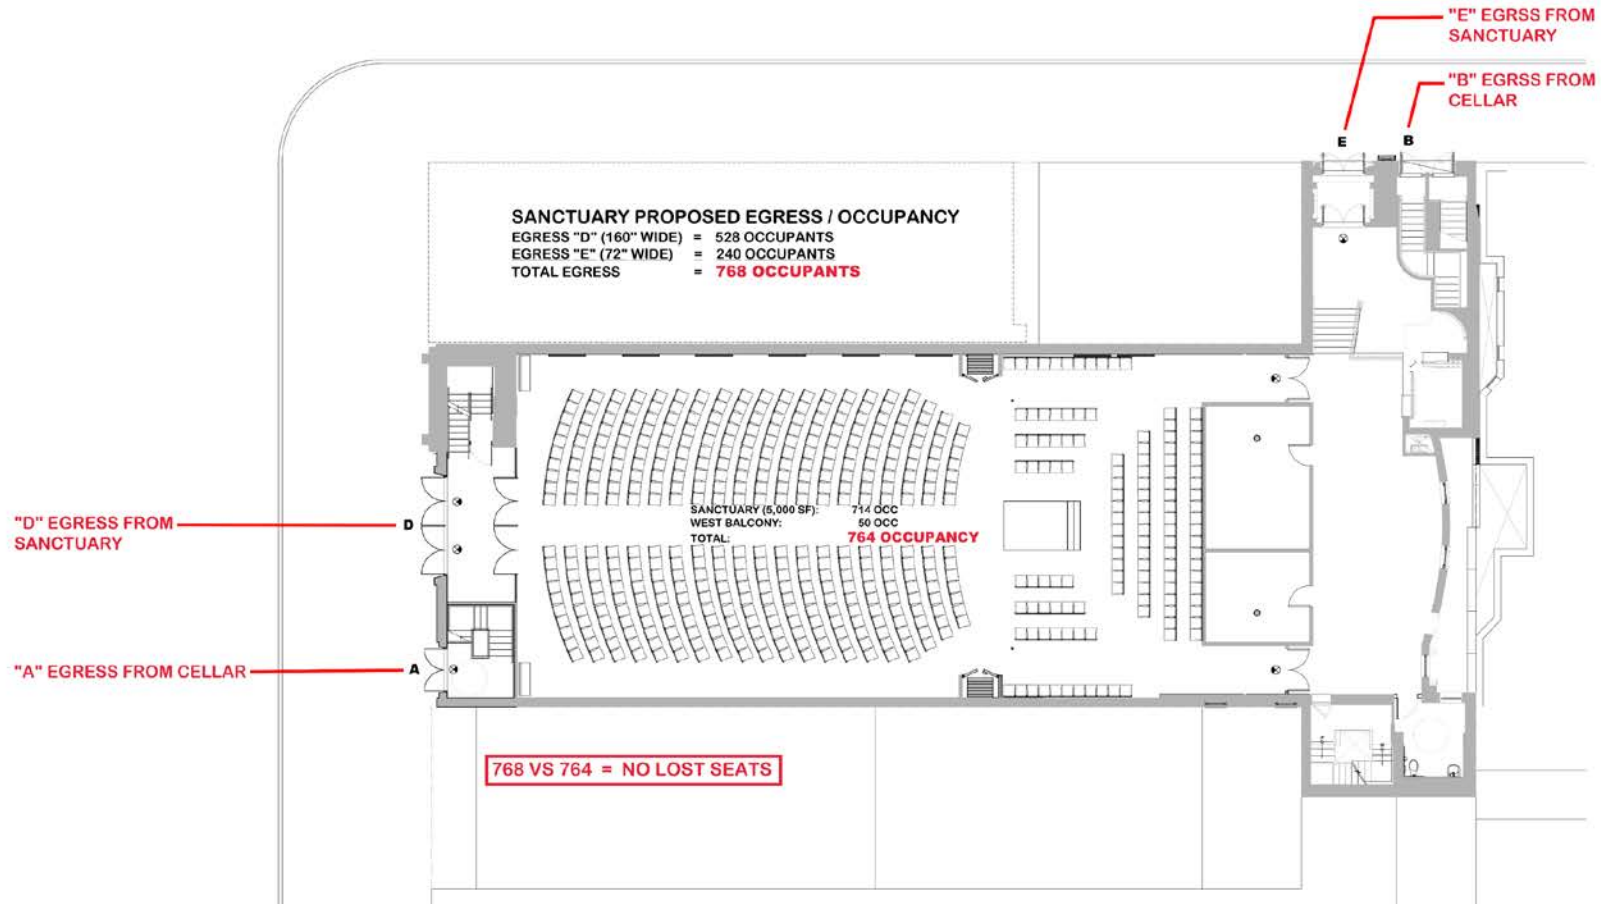 "E" EGRSS FROM
SANCTUARY
"B" EGRSS FROM
CELLAR
E
B
SANCTUARY PROPOSED EGRESS / OCCUPANCY
EGRESS "D" (160" WIDE) = 528 OCCUPANTS
EGRESS "E" (72" WIDE) = 240 OCCUPANTS
TOTAL EGRESS = 768 OCCUPANTS
SANCTUARY (5,000 SF): 714 OCC
WEST BALCONY: 50 OCC
TOTAL: 764 OCCUPANCY
"D" EGRESS FROM
SANCTUARY
D
"A" EGRESS FROM CELLAR
A
768 VS 764 = NO LOST SEATS